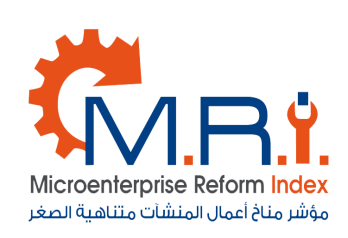 M.R.I.
Microenterprise Reform Index
مؤشر مناخ أعمال المنشآت متناهية الصغر